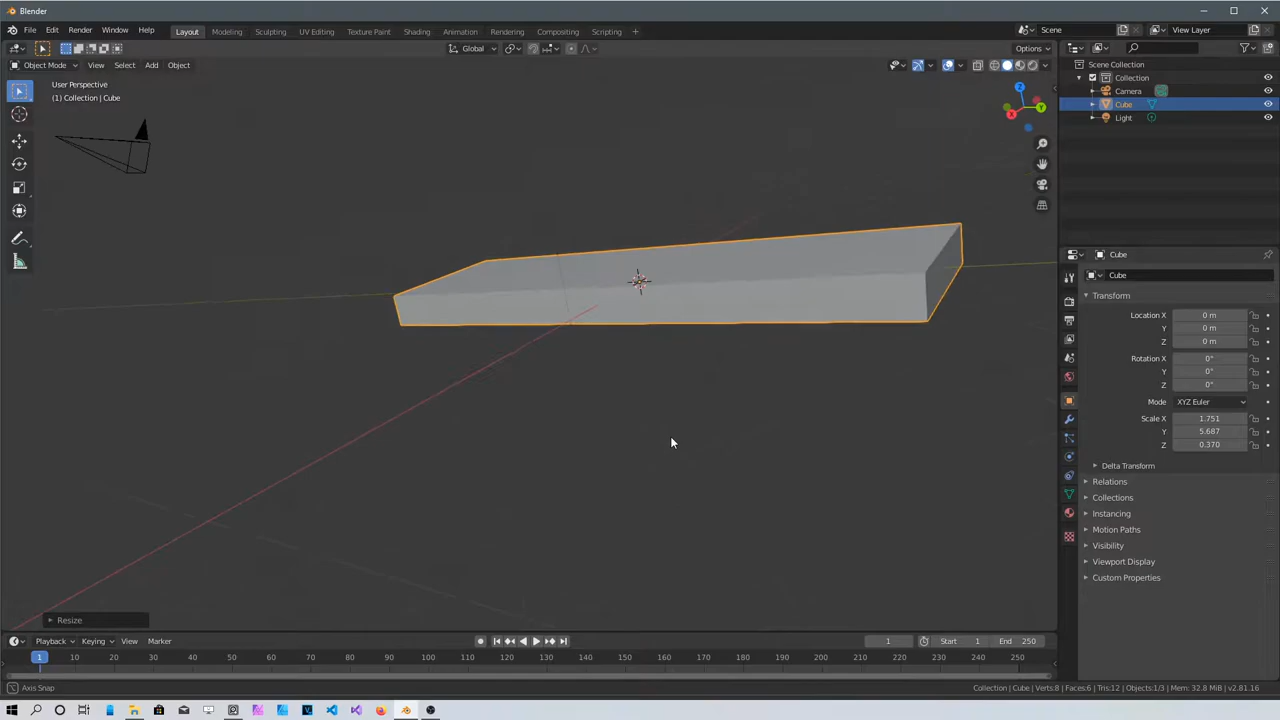 Blender
File Edit Render Window Help Layout Modeling Sculpting UV Editing Texture Paint Shading Animation Rendering Compositing Scripting + Scene View Layer
Global Options
Object Mode View Select Add Object
User Perspective
(1) Collection | Cube
Z
Y
X
Scene Collection
Collection
Camera
Cube
Light
Cube
Cube
Transform
Location X 0 m
Y 0 m
Z 0 m
Rotation X 0°
Y 0°
Z 0°
Mode XYZ Euler
Scale X 1.751
Y 5.687
Z 0.370
Delta Transform
Relations
Collections
Instancing
Motion Paths
Visibility
Viewport Display
Custom Properties
Resize
Playback Keying View Marker 1 Start 1 End 250
1 10 20 30 40 50 60 70 80 90 100 110 120 130 140 150 160 170 180 190 200 210 220 230 240 250
Axis Snap
Collection | Cube | Verts:8 | Faces:6 | Tris:12 | Objects:1/3 | Mem: 32.8 MiB | v2.81.16